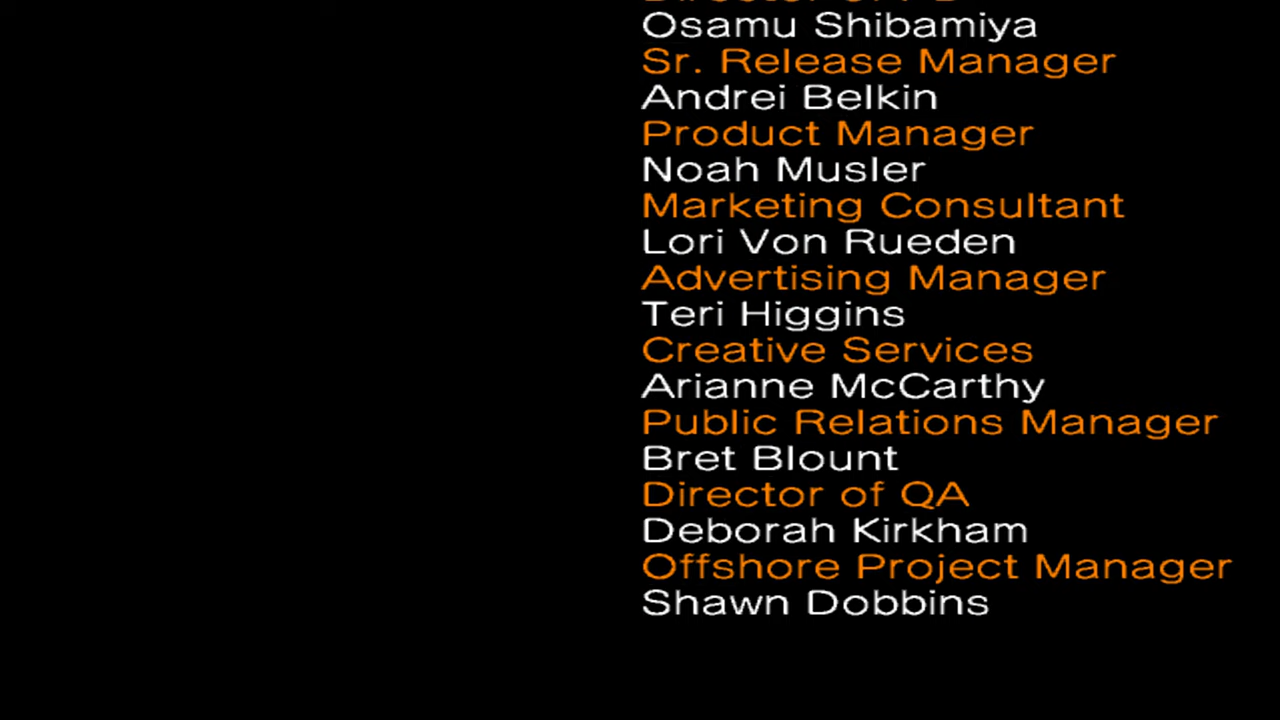 Osamu Shibamiya
Sr. Release Manager
Andrei Belkin
Product Manager
Noah Musler
Marketing Consultant
Lori Von Rueden
Advertising Manager
Teri Higgins
Creative Services
Arianne McCarthy
Public Relations Manager
Bret Blount
Director of QA
Deborah Kirkham
Offshore Project Manager
Shawn Dobbins